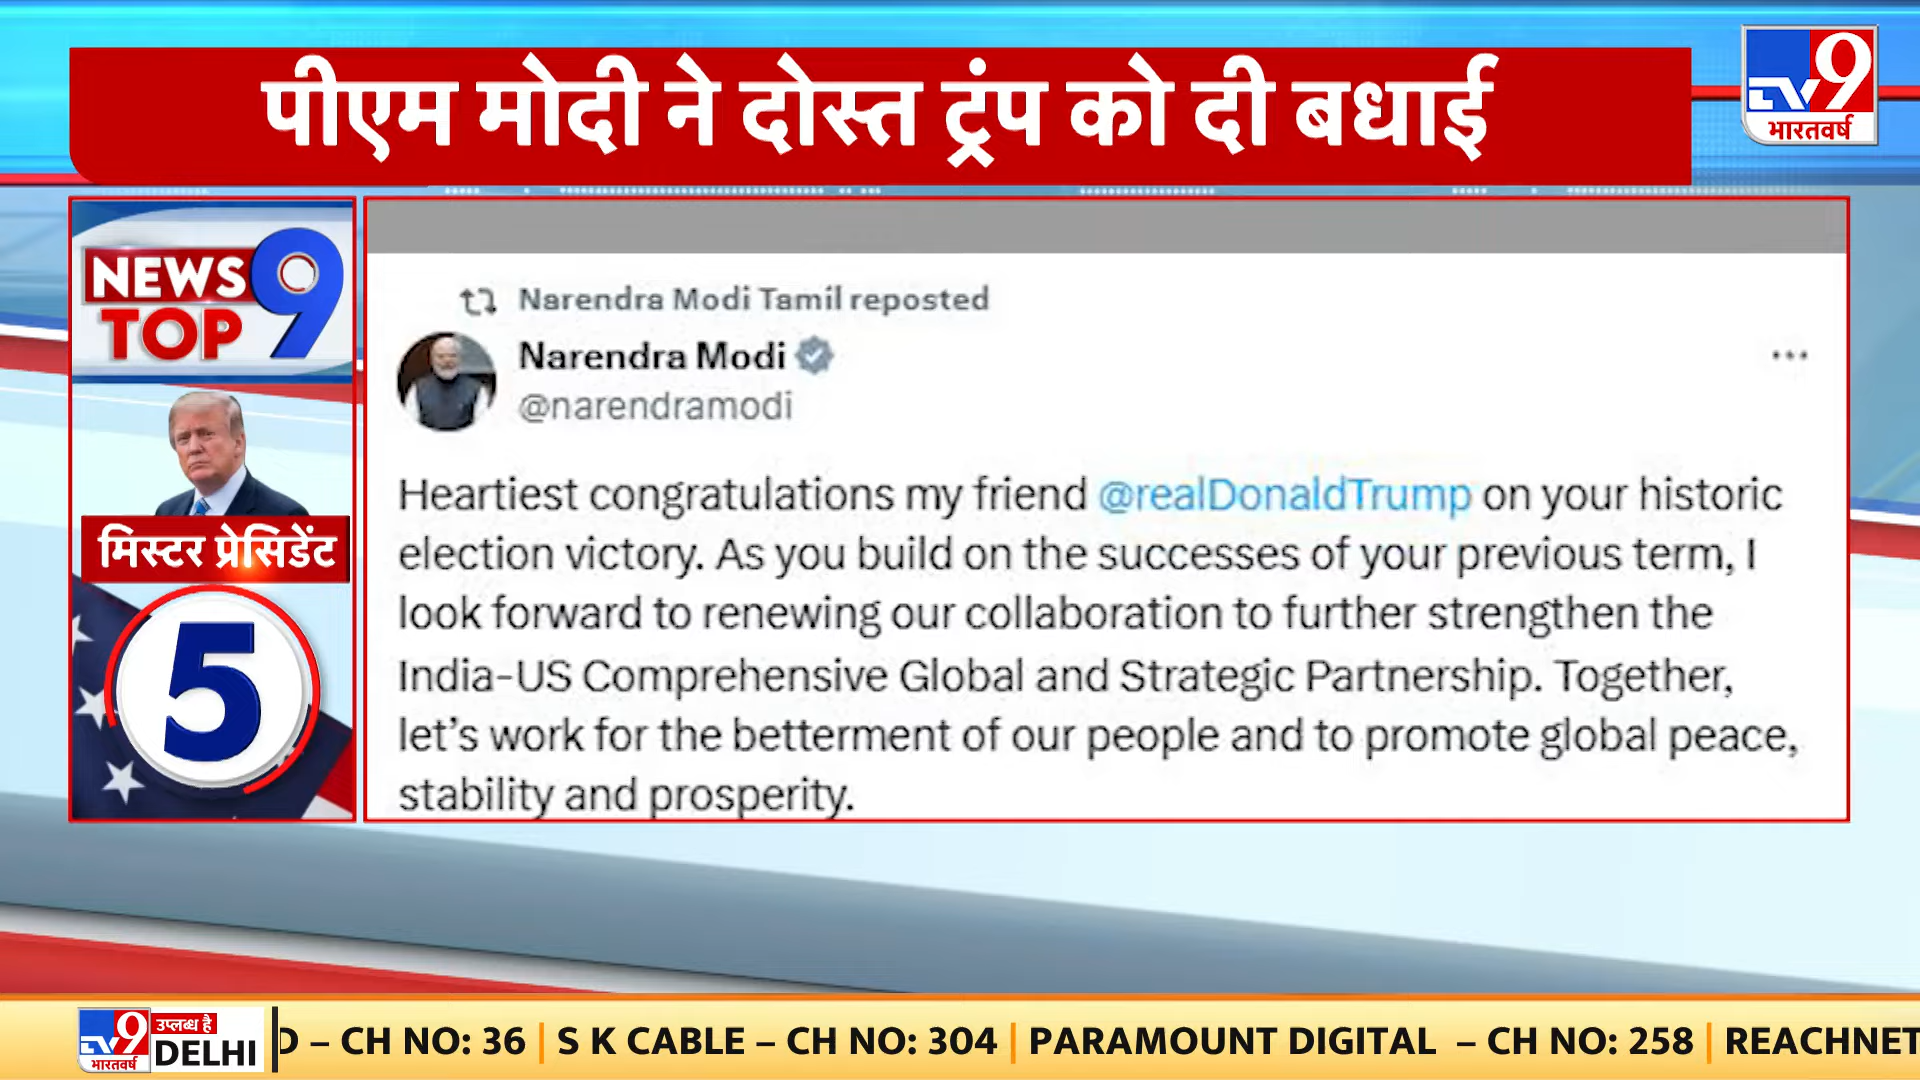 पीएम मोदी ने दोस्त ट्रंप को दी बधाई
TV9
भारतवर्ष
NEWS
TOP 9
मिस्टर प्रेसिडेंट
5
Narendra Modi Tamil reposted
Narendra Modi
@narendramodi
Heartiest congratulations my friend @realDonaldTrump on your historic
election victory. As you build on the successes of your previous term, I
look forward to renewing our collaboration to further strengthen the
India-US Comprehensive Global and Strategic Partnership. Together,
let’s work for the betterment of our people and to promote global peace,
stability and prosperity.
TV9
भारतवर्ष
उप्लब्ध है
DELHI
D – CH NO: 36 | S K CABLE – CH NO: 304 | PARAMOUNT DIGITAL – CH NO: 258 | REACHNET